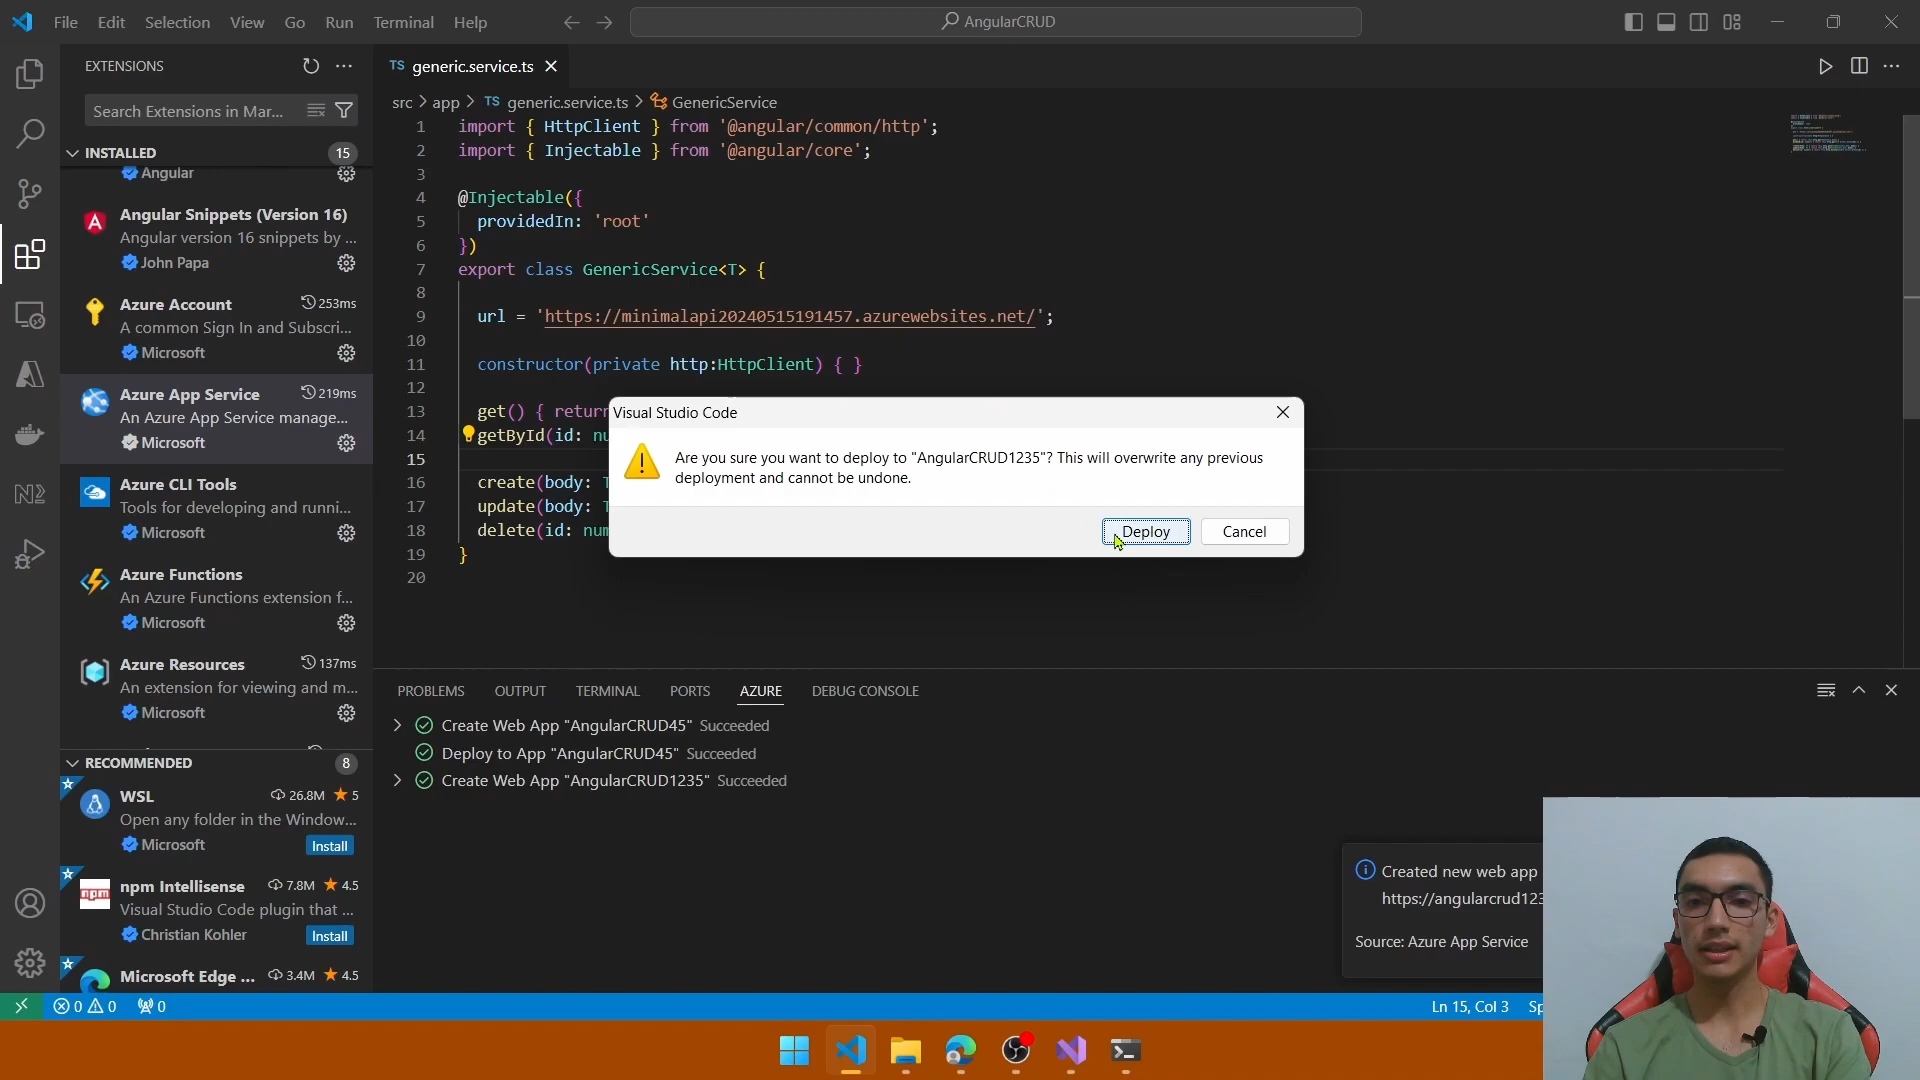 File Edit Selection View Go Run Terminal Help
AngularCRUD
EXTENSIONS
Search Extensions in Mar...
INSTALLED 15
Angular
Angular Snippets (Version 16)
Angular version 16 snippets by ...
John Papa
Azure Account 253ms
A common Sign In and Subscri...
Microsoft
Azure App Service 219ms
An Azure App Service manage...
Microsoft
Azure CLI Tools
Tools for developing and runni...
Microsoft
Azure Functions
An Azure Functions extension f...
Microsoft
Azure Resources 137ms
An extension for viewing and m...
Microsoft
RECOMMENDED 8
WSL 26.8M 5
Open any folder in the Window...
Microsoft Install
npm Intellisense 7.8M 4.5
Visual Studio Code plugin that ...
Christian Kohler Install
Microsoft Edge ... 3.4M 4.5
TS generic.service.ts
src > app > TS generic.service.ts > GenericService
1 import { HttpClient } from '@angular/common/http';
2 import { Injectable } from '@angular/core';
3
4 @Injectable({
5 providedIn: 'root'
6 })
7 export class GenericService<T> {
8
9 url = 'https://minimalapi20240515191457.azurewebsites.net/';
10
11 constructor(private http:HttpClient) { }
12
13 get() { return
14 getById(id: nu
15
16 create(body: T
17 update(body: T
18 delete(id: num
19 }
20
Visual Studio Code
Are you sure you want to deploy to "AngularCRUD1235"? This will overwrite any previous
deployment and cannot be undone.
Deploy Cancel
PROBLEMS OUTPUT TERMINAL PORTS AZURE DEBUG CONSOLE
Create Web App "AngularCRUD45" Succeeded
Deploy to App "AngularCRUD45" Succeeded
Create Web App "AngularCRUD1235" Succeeded
Created new web app
https://angularcrud123
Source: Azure App Service
0 0 0
Ln 15, Col 3 Sp